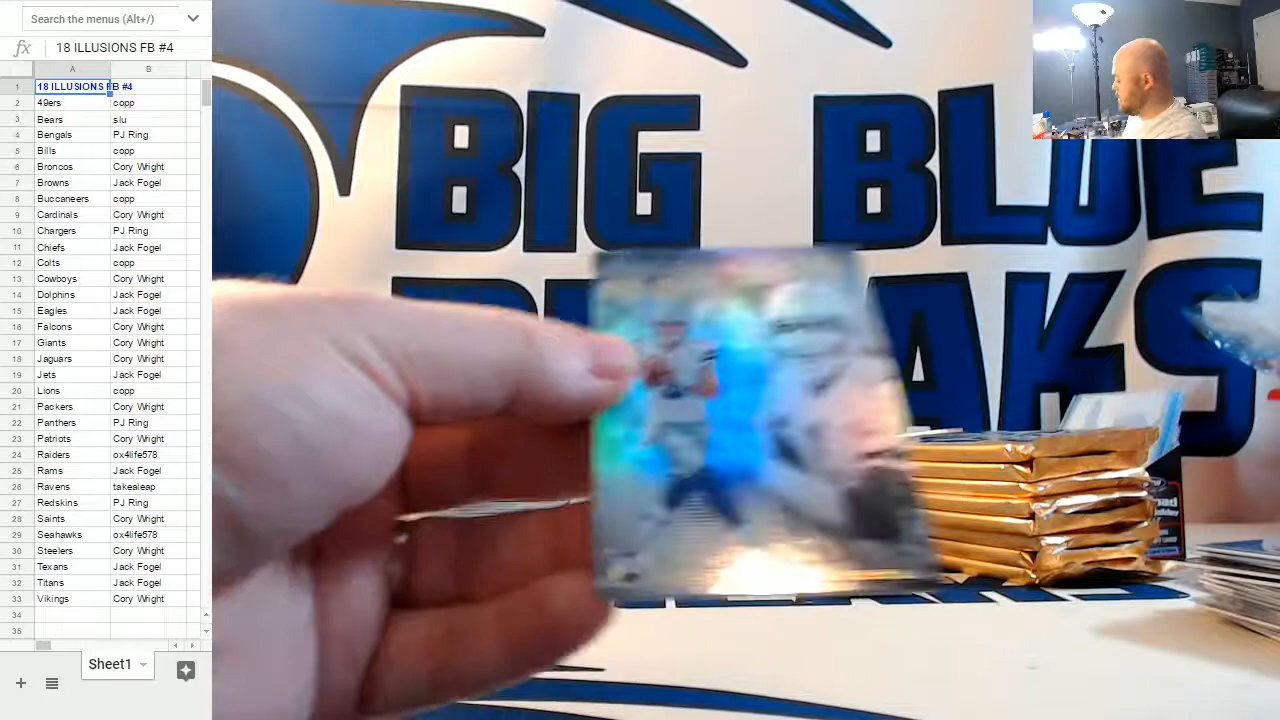 Search the menus (Alt+/)
fx 18 ILLUSIONS FB #4
A B
1 18 ILLUSIONS FB #4
2 49ers copp
3 Bears slu
4 Bengals PJ Ring
5 Bills copp
6 Broncos Cory Wright
7 Browns Jack Fogel
8 Buccaneers copp
9 Cardinals Cory Wright
10 Chargers PJ Ring
11 Chiefs Jack Fogel
12 Colts copp
13 Cowboys Cory Wright
14 Dolphins Jack Fogel
15 Eagles Jack Fogel
16 Falcons Cory Wright
17 Giants Cory Wright
18 Jaguars Cory Wright
19 Jets Jack Fogel
20 Lions copp
21 Packers Cory Wright
22 Panthers PJ Ring
23 Patriots Cory Wright
24 Raiders ox4life578
25 Rams Jack Fogel
26 Ravens takealeap
27 Redskins PJ Ring
28 Saints Cory Wright
29 Seahawks ox4life578
30 Steelers Cory Wright
31 Texans Jack Fogel
32 Titans Jack Fogel
33 Vikings Cory Wright
34
35
Sheet1
BIG BLUE